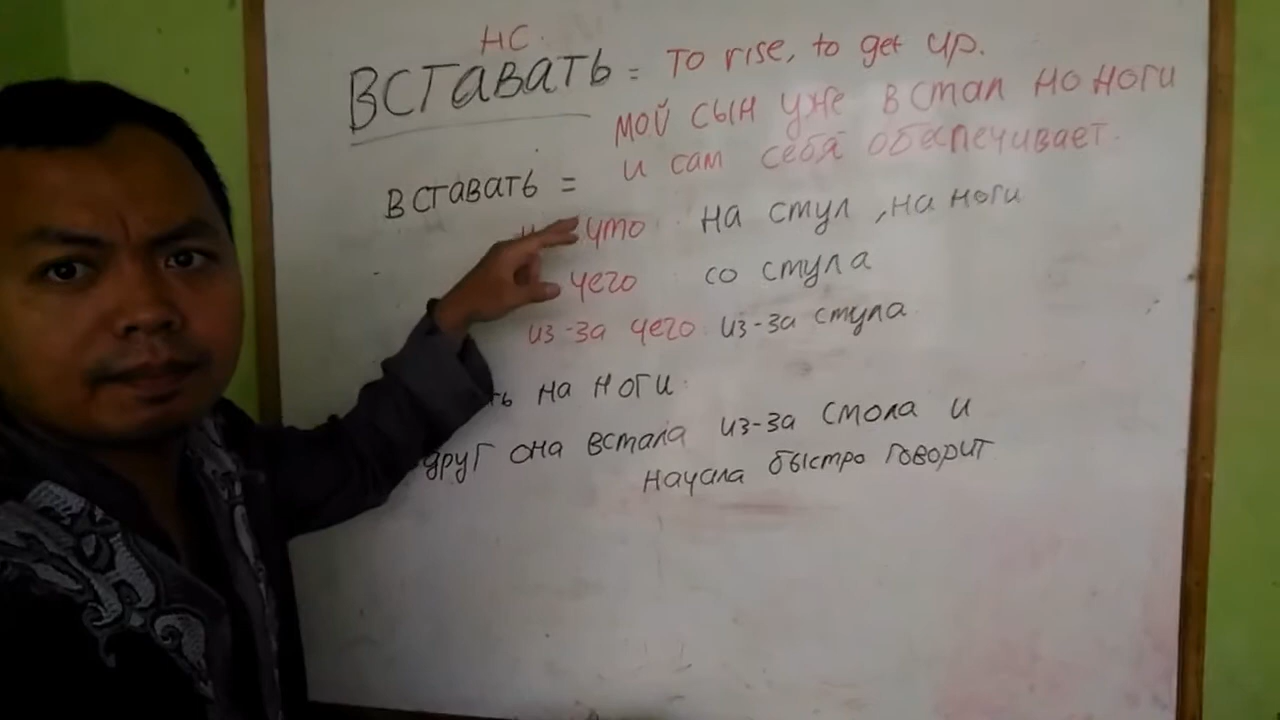 НС.
ВСТАВАТЬ = To rise, to get up.
МОЙ СЫН УЖЕ ВСТАЛ НО НОГИ
И САМ СЕБЯ ОБЕСПЕЧИВАЕТ.
ВСТАВАТЬ =
что на стул, на ноги
чего со стула
из-за чего из-за стула
на ноги.
она встала из-за стола и
начала быстро говорит